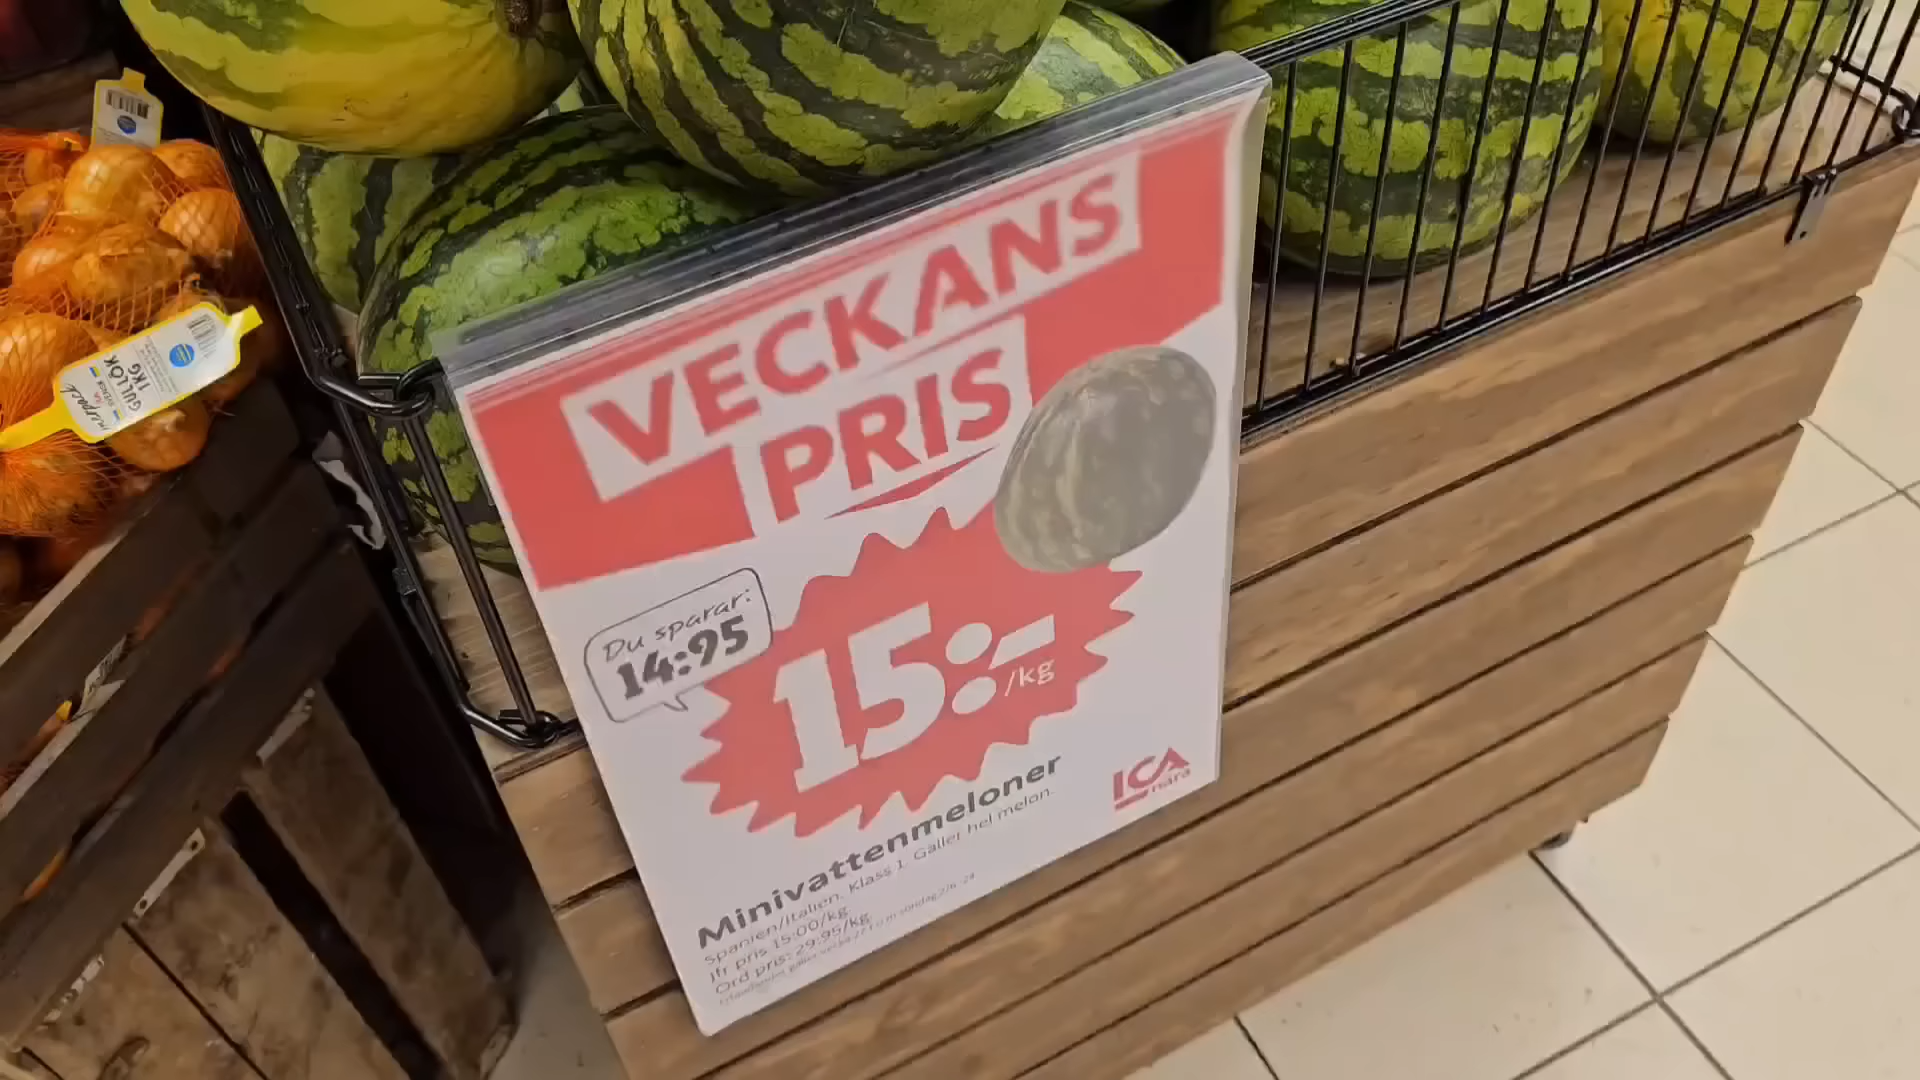 VECKANS
PRIS
Du sparar:
14:95
15:-
/kg
Minivattenmeloner
Spanien/Italien. Klass 1. Gäller hel melon.
Jfr pris 15:00/kg
Ord pris: 29:95/kg
ICA
nära
GUL LÖK
1KG